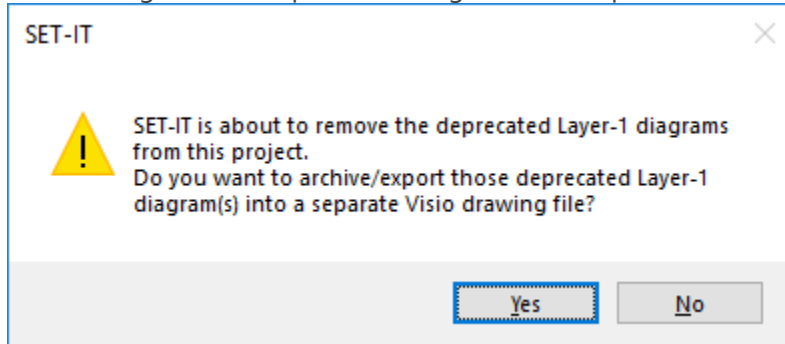 SET-IT
SET-IT is about to remove the deprecated Layer-1 diagrams
from this project.
Do you want to archive/export those deprecated Layer-1
diagram(s) into a separate Visio drawing file?
Yes
No